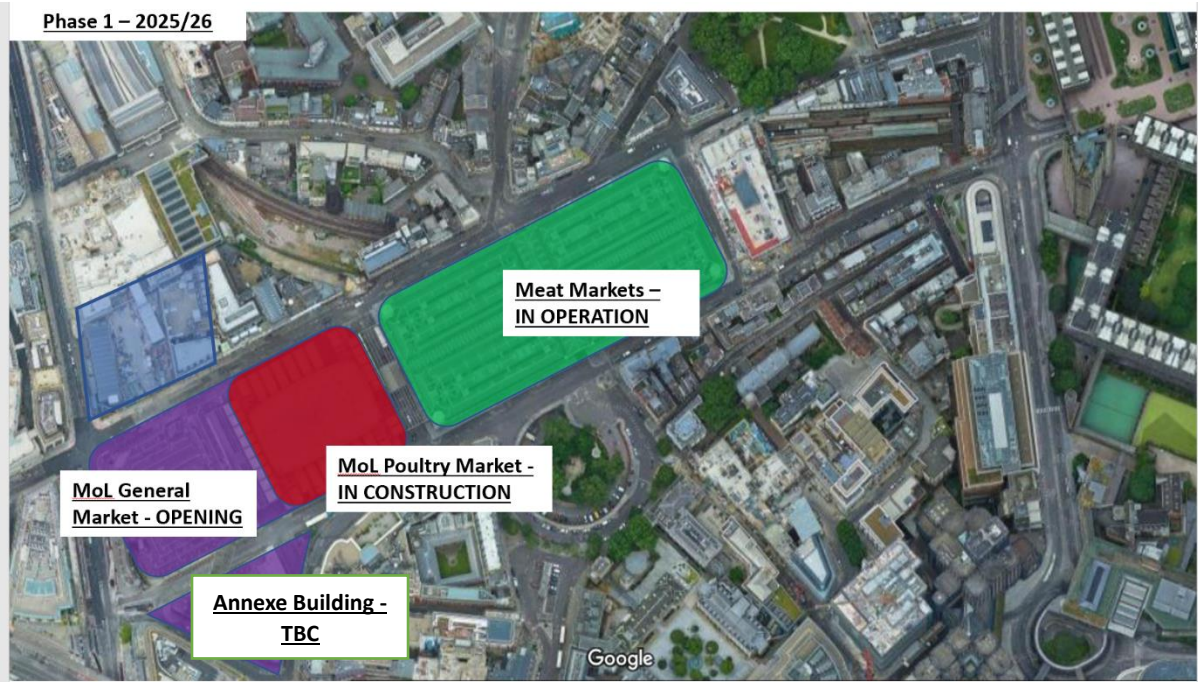 Phase 1 – 2025/26
Meat Markets –
IN OPERATION
MoL Poultry Market -
IN CONSTRUCTION
MoL General
Market - OPENING
Annexe Building -
TBC
Google